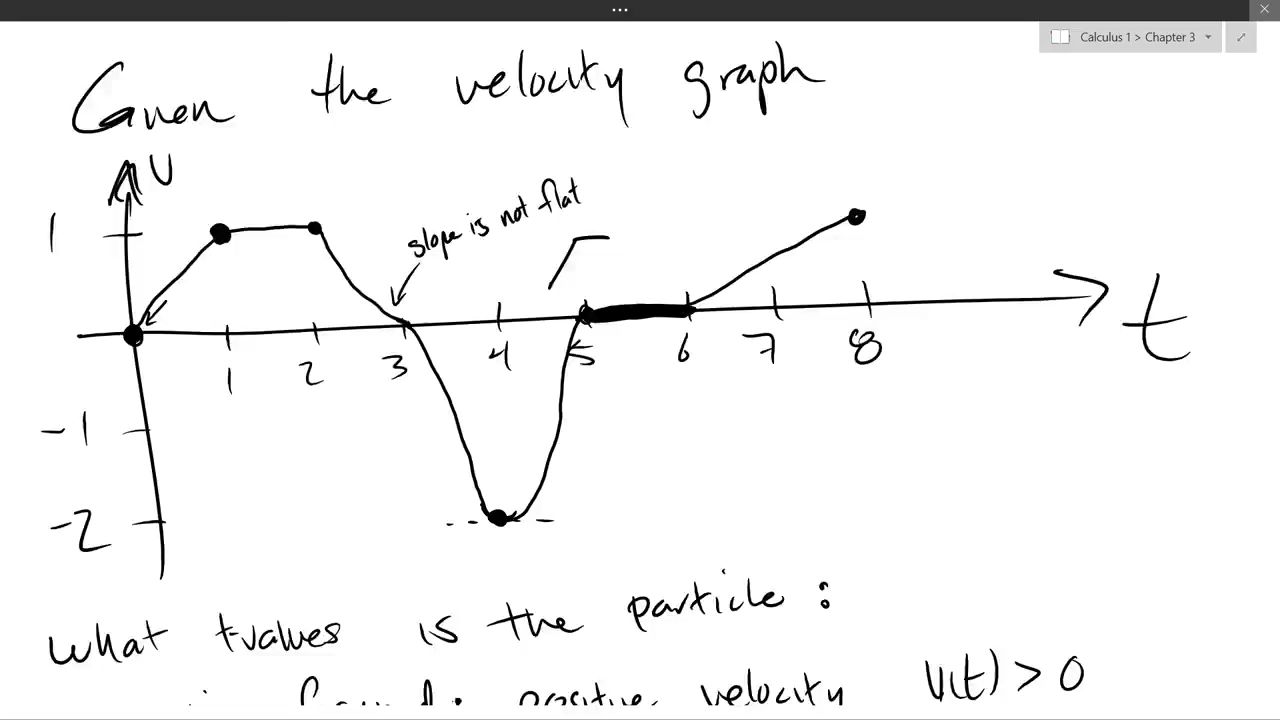 Calculus 1 > Chapter 3
Given the velocity graph
V
1
slope is not flat
1 2 3 4 5 6 7 8
t
-1
-2
what t-values is the particle:
positive velocity V(t) > 0